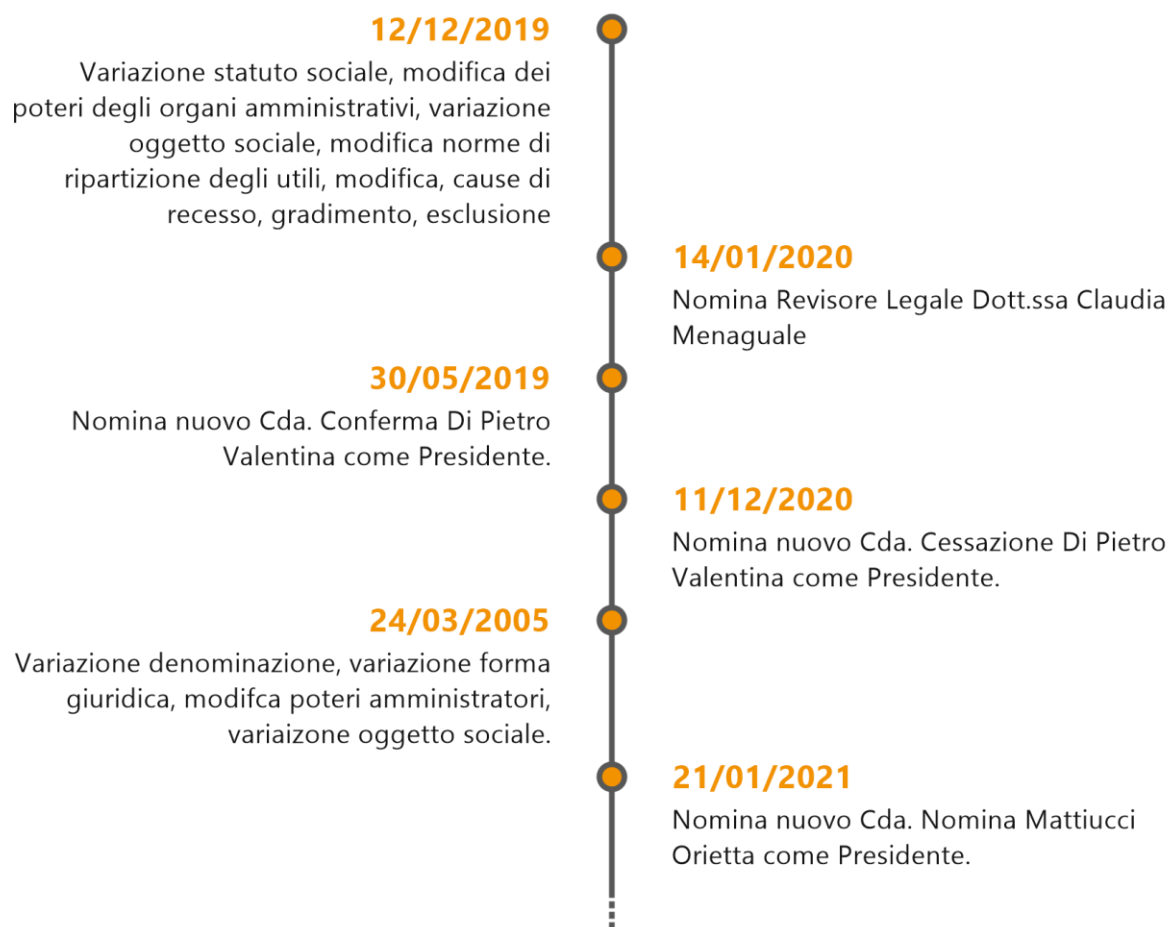 12/12/2019
Variazione statuto sociale, modifica dei
poteri degli organi amministrativi, variazione
oggetto sociale, modifica norme di
ripartizione degli utili, modifica, cause di
recesso, gradimento, esclusione
14/01/2020
Nomina Revisore Legale Dott.ssa Claudia
Menaguale
30/05/2019
Nomina nuovo Cda. Conferma Di Pietro
Valentina come Presidente.
11/12/2020
Nomina nuovo Cda. Cessazione Di Pietro
Valentina come Presidente.
24/03/2005
Variazione denominazione, variazione forma
giuridica, modifca poteri amministratori,
variaizone oggetto sociale.
21/01/2021
Nomina nuovo Cda. Nomina Mattiucci
Orietta come Presidente.